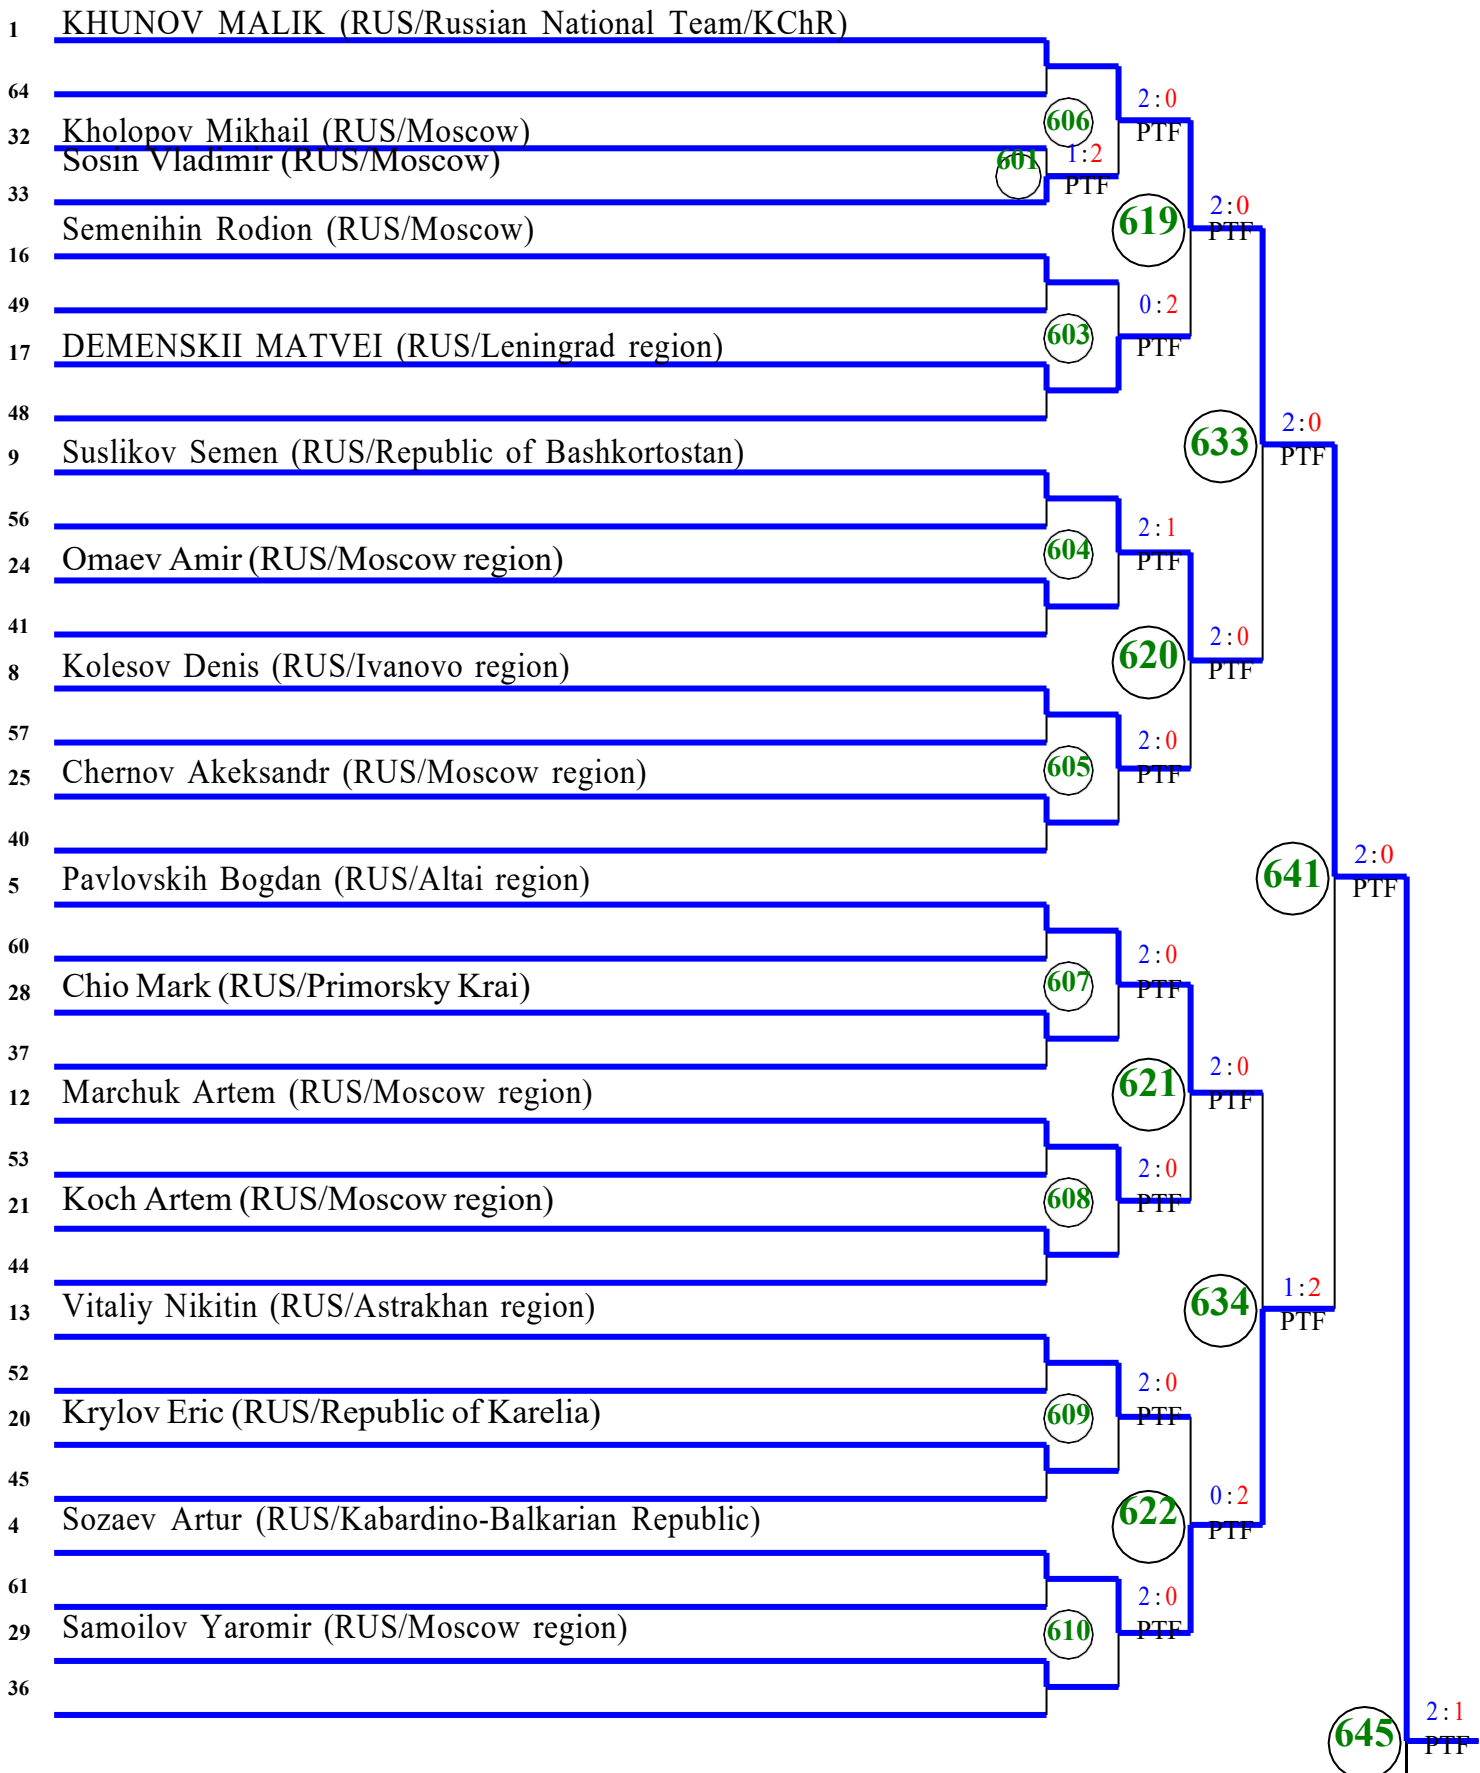 1 KHUNOV MALIK (RUS/Russian National Team/KChR)
64
2:0
606
32 Kholopov Mikhail (RUS/Moscow)
PTF
Sosin Vladimir (RUS/Moscow)
601
1:2
PTF
33
2:0
619
PTF
Semenihin Rodion (RUS/Moscow)
16
49
0:2
603
17 DEMENSKII MATVEI (RUS/Leningrad region)
PTF
48
2:0
633
PTF
9 Suslikov Semen (RUS/Republic of Bashkortostan)
56
2:1
604
24 Omaev Amir (RUS/Moscow region)
PTF
41
2:0
620
PTF
8 Kolesov Denis (RUS/Ivanovo region)
57
2:0
605
25 Chernov Akeksandr (RUS/Moscow region)
PTF
40
2:0
641
PTF
5 Pavlovskih Bogdan (RUS/Altai region)
60
2:0
607
28 Chio Mark (RUS/Primorsky Krai)
PTF
37
2:0
621
PTF
12 Marchuk Artem (RUS/Moscow region)
53
2:0
608
21 Koch Artem (RUS/Moscow region)
PTF
44
1:2
634
PTF
13 Vitaliy Nikitin (RUS/Astrakhan region)
52
2:0
609
20 Krylov Eric (RUS/Republic of Karelia)
PTF
45
0:2
622
PTF
4 Sozaev Artur (RUS/Kabardino-Balkarian Republic)
61
2:0
610
29 Samoilov Yaromir (RUS/Moscow region)
PTF
36
2:1
645
PTF